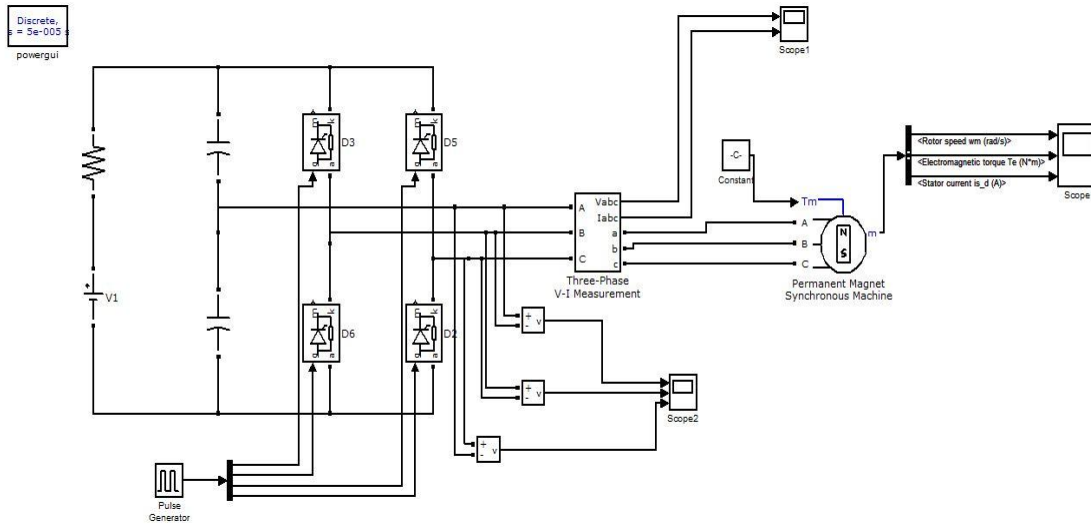 Discrete,
s = 5e-005 s
powergui
Scope1
D3
D5
-C-
Constant
<Rotor speed wm (rad/s)>
<Electromagnetic torque Te (N*m)>
<Stator current is_d (A)>
Scope
A
B
C
Vabc
Iabc
a
b
c
Three-Phase
V-I Measurement
Tm
A
B
C
N
S
m
Permanent Magnet
Synchronous Machine
V1
D6
D2
+
-
v
+
-
v
+
-
v
Scope2
Pulse
Generator